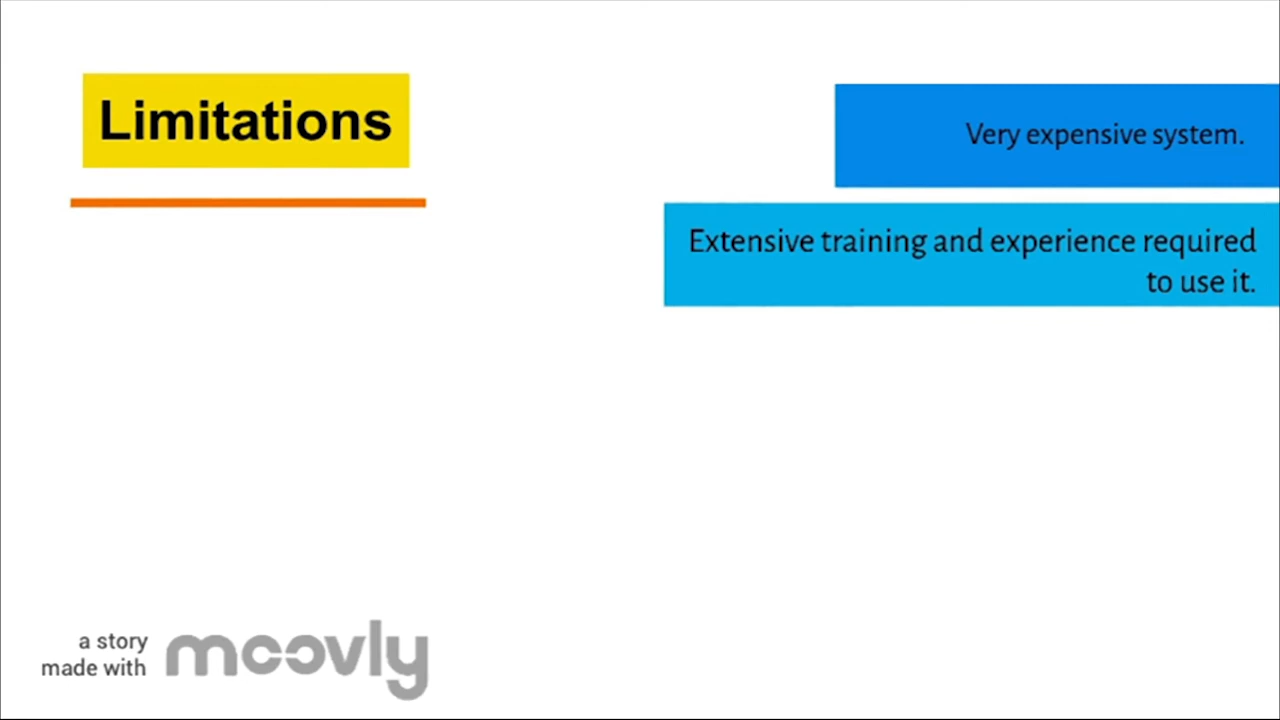 Limitations
Very expensive system.
Extensive training and experience required
to use it.
a story
made with
moovly